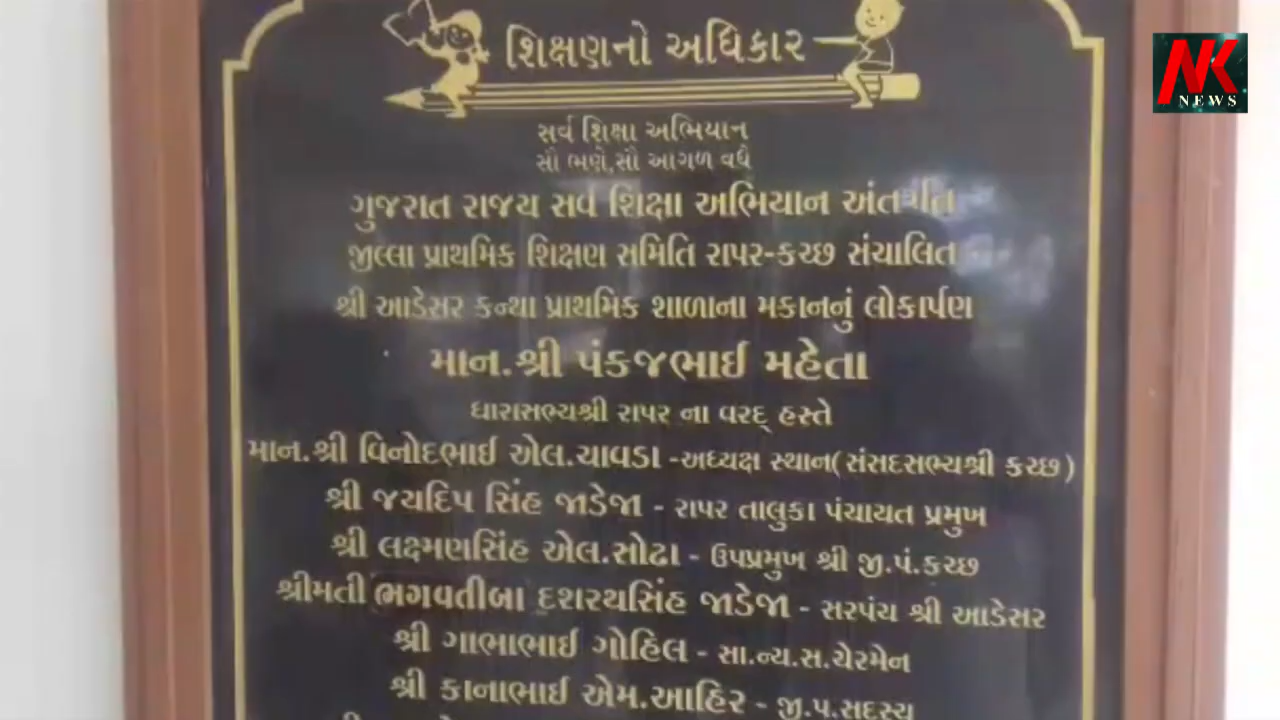 શિક્ષણનો અધિકાર
NK
NEWS
સર્વ શિક્ષા અભિયાન
સૌ ભણે,સૌ આગળ વધે
ગુજરાત રાજ્ય સર્વ શિક્ષા અભિયાન અંતર્ગત
જીલ્લા પ્રાથમિક શિક્ષણ સમિતિ રાપર-કચ્છ સંચાલિત
શ્રી આડેસર કન્યા પ્રાથમિક શાળાના મકાનનું લોકાર્પણ
માન.શ્રી પંકજભાઈ મહેતા
ધારાસભ્યશ્રી રાપર ના વરદ્ હસ્તે
માન.શ્રી વિનોદભાઈ એલ.ચાવડા -અધ્યક્ષ સ્થાન(સંસદસભ્યશ્રી કચ્છ)
શ્રી જયદિપ સિંહ જાડેજા - રાપર તાલુકા પંચાયત પ્રમુખ
શ્રી લક્ષ્મણસિંહ એલ.સોઢા - ઉપપ્રમુખ શ્રી જી.પં.કચ્છ
શ્રીમતી ભગવતીબા દશરથસિંહ જાડેજા - સરપંચ શ્રી આડેસર
શ્રી ગાભાભાઈ ગોહિલ - સા.ન્ય.સ.ચેરમેન
શ્રી કાનાભાઈ એમ.આહિર - જી.પ.સદસ્ય